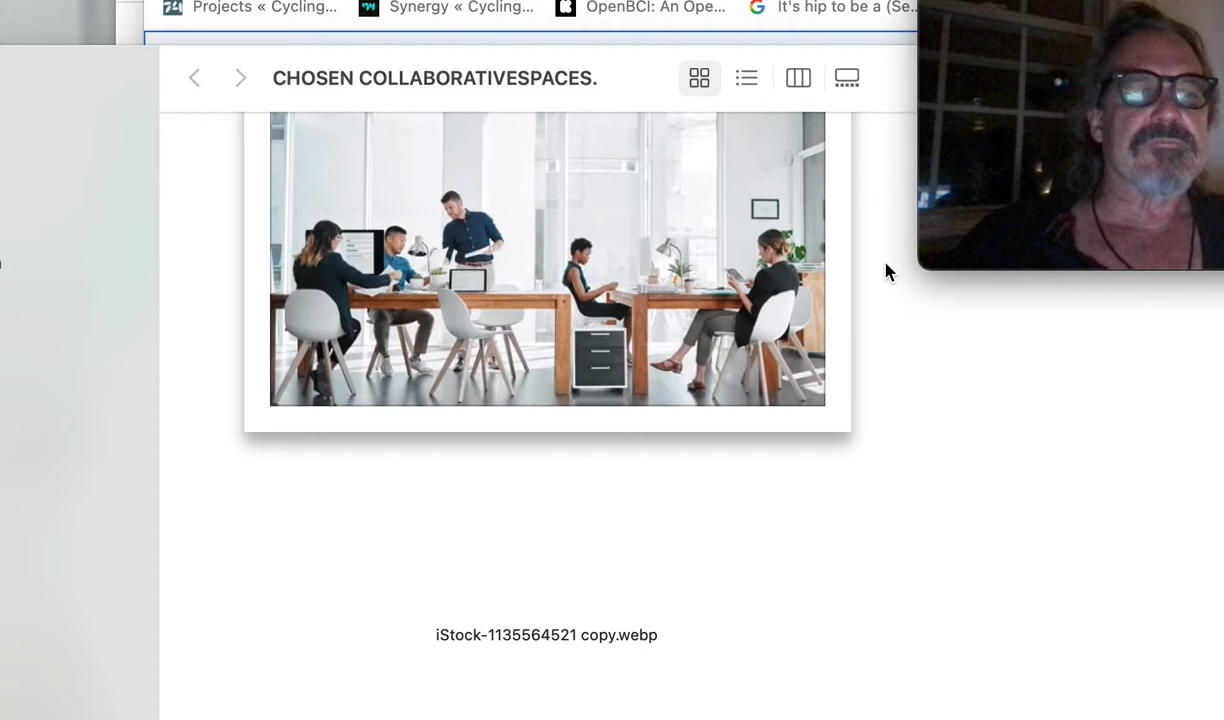 Projects « Cycling... Synergy « Cycling... OpenBCI: An Ope... It's hip to be a (Se...
CHOSEN COLLABORATIVESPACES.
iStock-1135564521 copy.webp